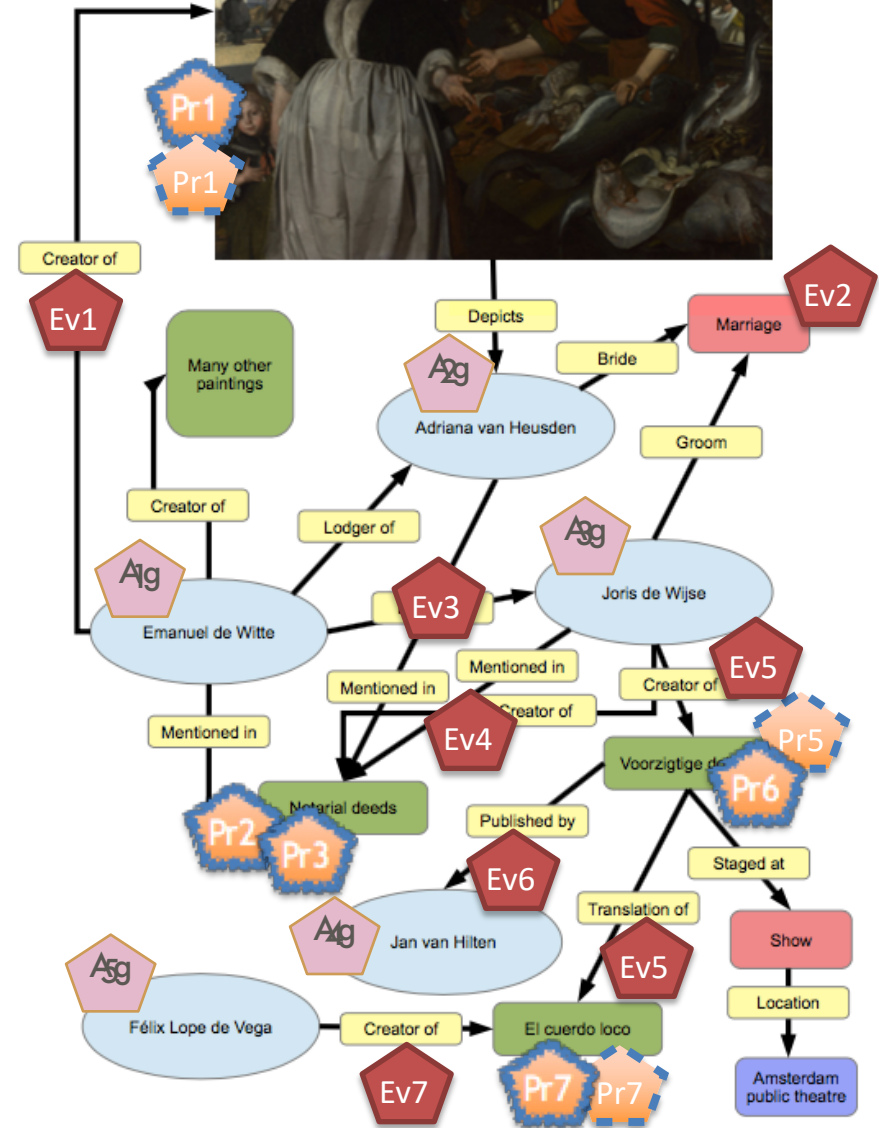 Pr1
Pr1
Creator of
Ev1
Ev2
Marriage
Depicts
Bride
A2g
Many other
paintings
Adriana van Heusden
Groom
Creator of
Lodger of
A3g
A1g
Joris de Wijse
Ev3
Emanuel de Witte
Mentioned in
Ev5
Mentioned in
Creator of
Creator of
Mentioned in
Ev4
Pr5
Voorzigtige
Pr6
Notarial deeds
Pr2
Pr3
Published by
Staged at
Ev6
Translation of
A4g
Jan van Hilten
Show
Ev5
A5g
Location
Félix Lope de Vega
Creator of
El cuerdo loco
Ev7
Pr7
Pr7
Amsterdam
public theatre